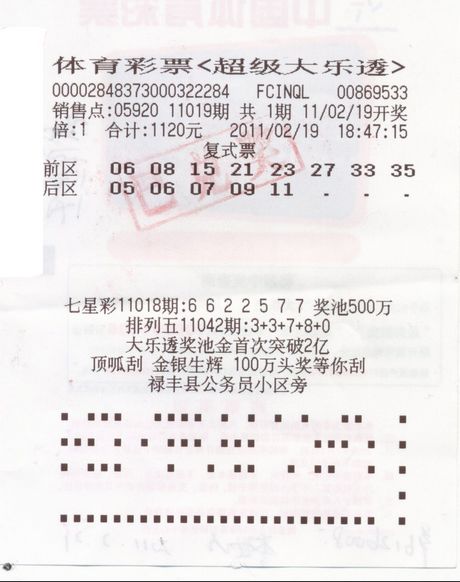 体育彩票<超级大乐透>
00002848373000322284 FCINQL 00869533
销售点:05920 11019期 共 1期 11/02/19开奖
倍:1 合计:1120元 2011/02/19 18:47:15
复式票
前区 06 08 15 21 23 27 33 35
后区 05 06 07 09 11 - - -
已兑奖
七星彩11018期:6 6 2 2 5 7 7 奖池500万
排列五11042期:3+3+7+8+0
大乐透奖池金首次突破2亿
顶呱刮 金银生辉 100万头奖等你刮
禄丰县公务员小区旁